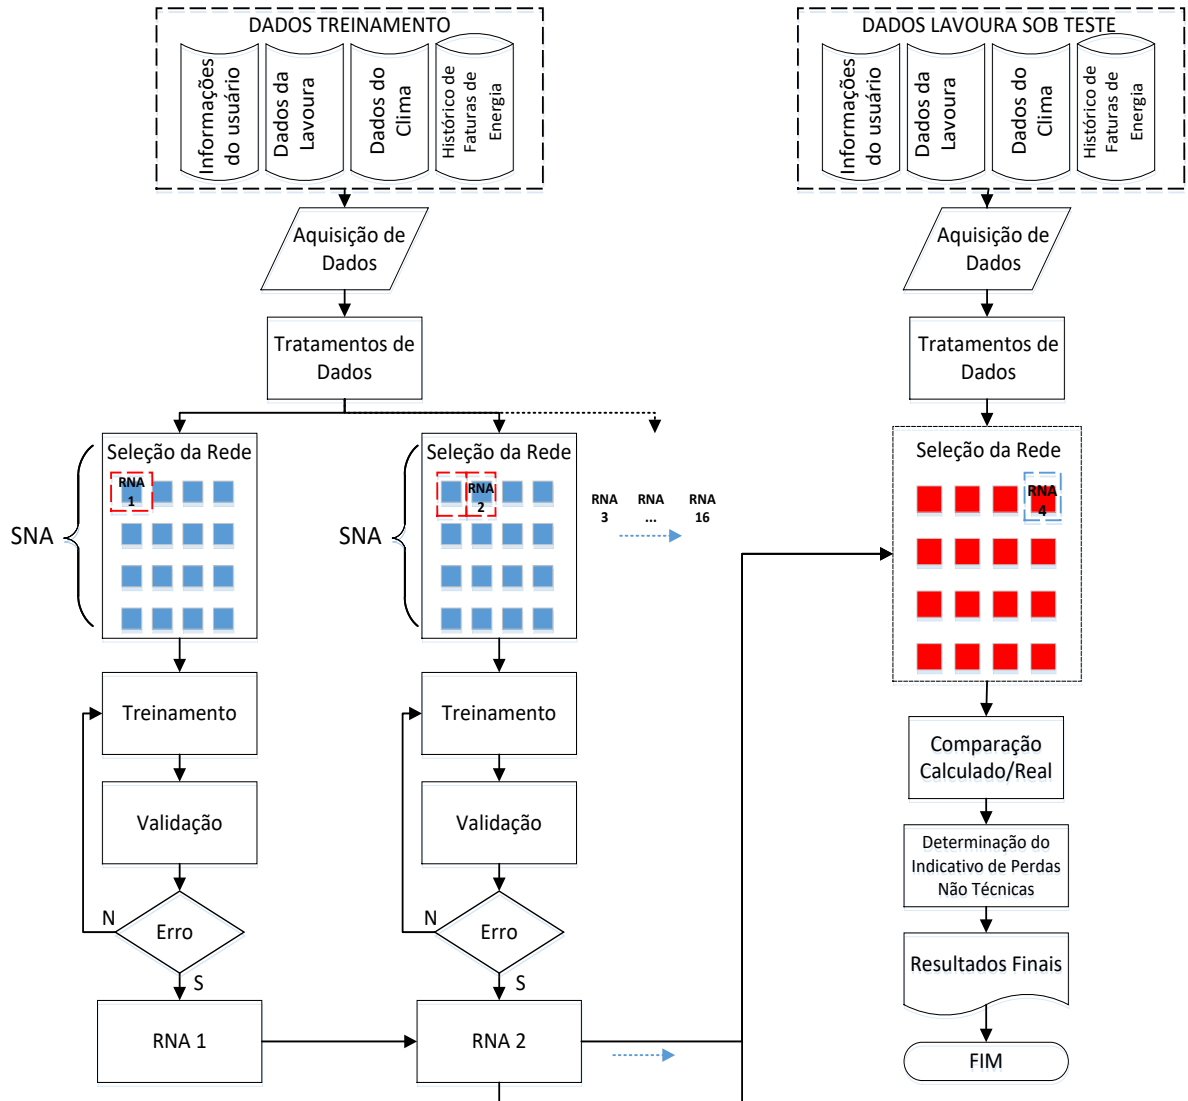 DADOS TREINAMENTO
Informações
do usuário
Dados da
Lavoura
Dados do
Clima
Histórico de
Faturas de
Energia
Aquisição de
Dados
Tratamentos de
Dados
SNA
Seleção da Rede
RNA
1
SNA
Seleção da Rede
RNA
2
RNA
3
RNA
...
RNA
16
Treinamento
Validação
Erro
N
S
RNA 1
Treinamento
Validação
Erro
N
S
RNA 2
DADOS LAVOURA SOB TESTE
Informações
do usuário
Dados da
Lavoura
Dados do
Clima
Histórico de
Faturas de
Energia
Aquisição de
Dados
Tratamentos de
Dados
Seleção da Rede
RNA
4
Comparação
Calculado/Real
Determinação do
Indicativo de Perdas
Não Técnicas
Resultados Finais
FIM